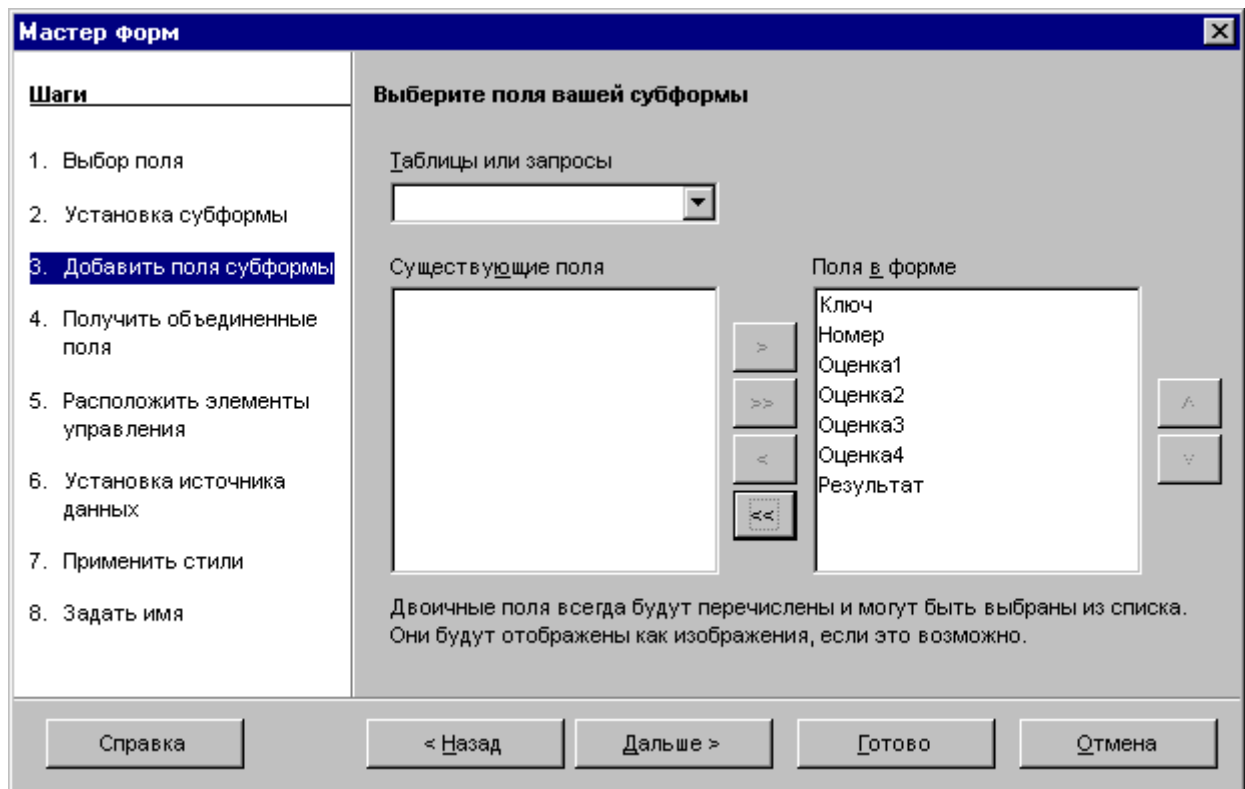 Мастер форм
Шаги
1. Выбор поля
2. Установка субформы
3. Добавить поля субформы
4. Получить объединенные
поля
5. Расположить элементы
управления
6. Установка источника
данных
7. Применить стили
8. Задать имя
Выберите поля вашей субформы
Таблицы или запросы
Существующие поля
Поля в форме
Ключ
Номер
Оценка1
Оценка2
Оценка3
Оценка4
Результат
>
>>
<
<<
Двоичные поля всегда будут перечислены и могут быть выбраны из списка.
Они будут отображены как изображения, если это возможно.
Справка
< Назад
Дальше >
Готово
Отмена